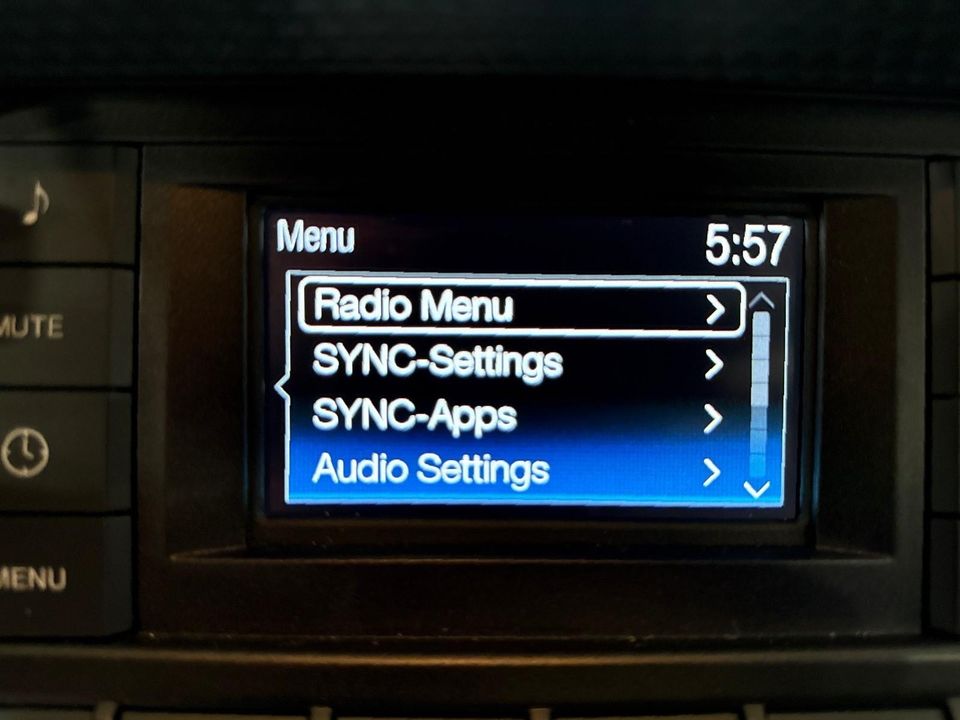 Menu 5:57
Radio Menu
SYNC-Settings
SYNC-Apps
Audio Settings
MUTE
MENU